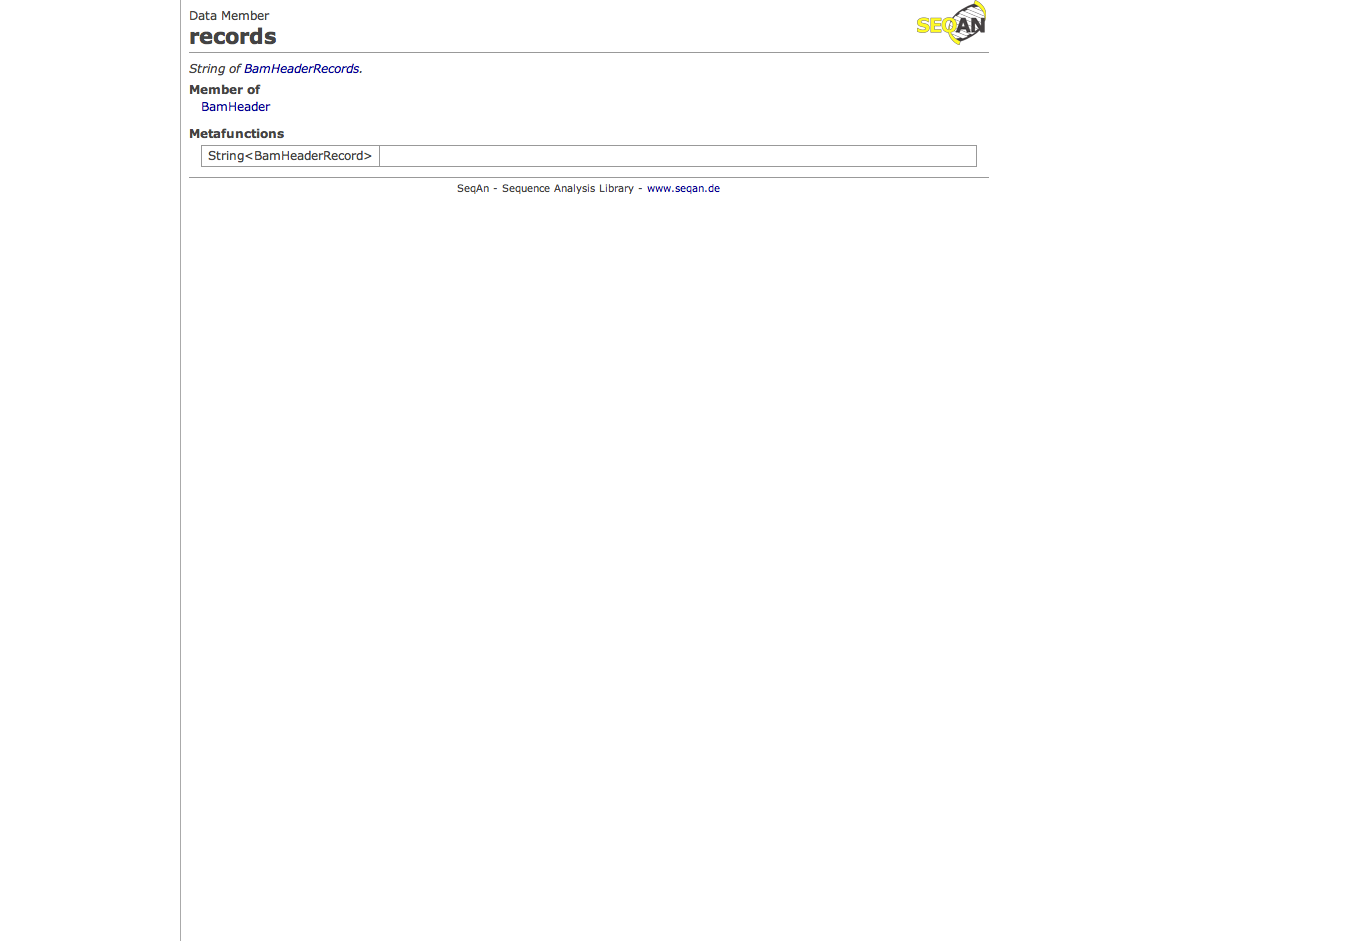 Data Member
records
SEQAN
String of BamHeaderRecords.
Member of
BamHeader
Metafunctions
String<BamHeaderRecord>
SeqAn - Sequence Analysis Library - www.seqan.de